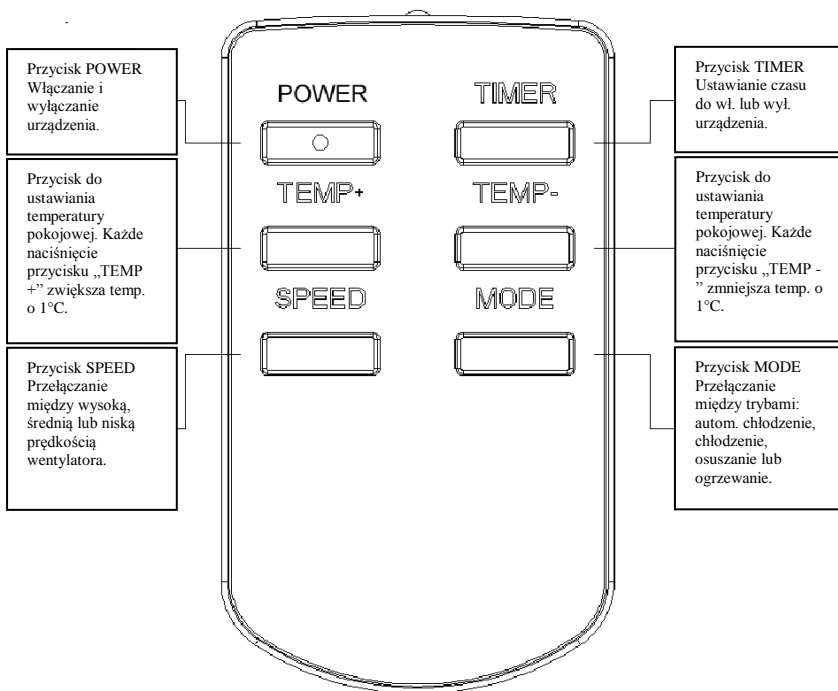 Przycisk POWER
Włączanie i
wyłączanie
urządzenia.
Przycisk do
ustawiania
temperatury
pokojowej. Każde
naciśnięcie
przycisku „TEMP
+” zwiększa temp.
o 1°C.
Przycisk SPEED
Przełączanie
między wysoką,
średnią lub niską
prędkością
wentylatora.
POWER
TIMER
TEMP+
TEMP-
SPEED
MODE
Przycisk TIMER
Ustawianie czasu
do wł. lub wył.
urządzenia.
Przycisk do
ustawiania
temperatury
pokojowej. Każde
naciśnięcie
przycisku „TEMP -
” zmniejsza temp. o
1°C.
Przycisk MODE
Przełączanie
między trybami:
autom. chłodzenie,
chłodzenie,
osuszanie lub
ogrzewanie.